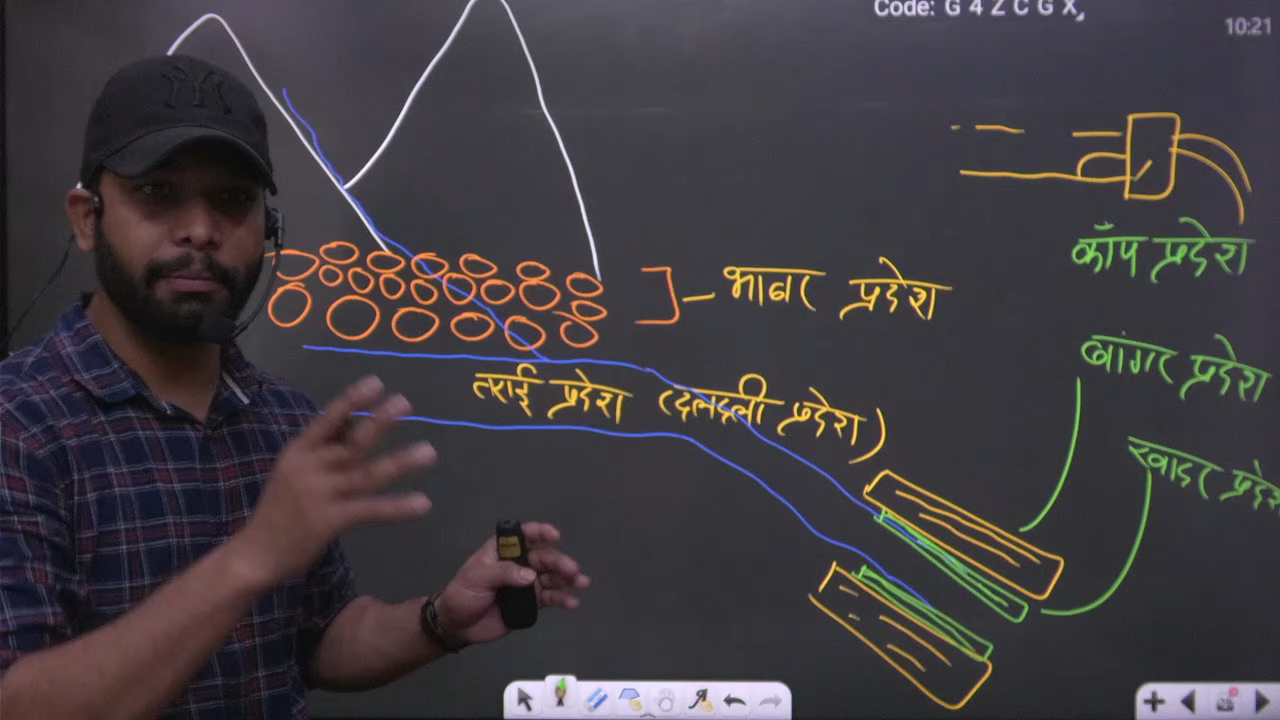 Code: G 4 Z C G X
10:21
काँप प्रदेश
भाबर प्रदेश
बांगर प्रदेश
तराई प्रदेश (दलदली प्रदेश)
खादर प्रदेश